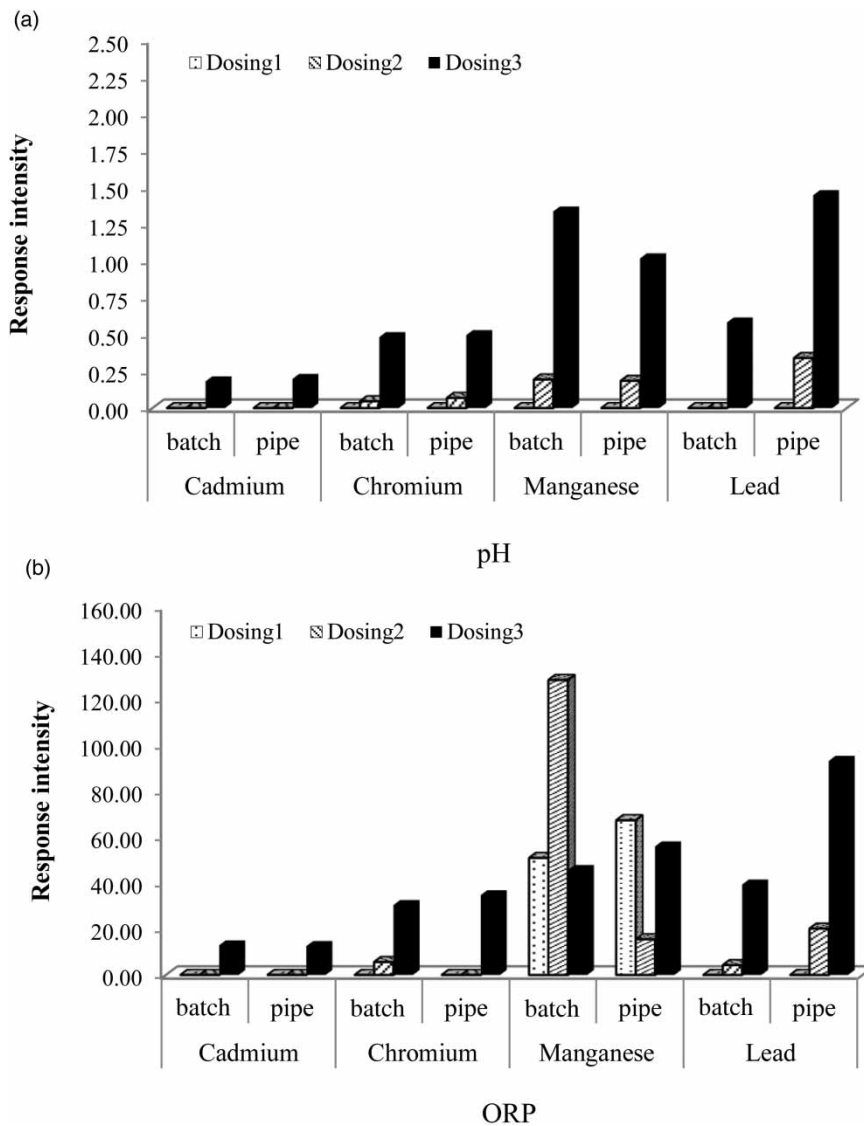 (a)
2.50
2.25
2.00
1.75
1.50
1.25
1.00
0.75
0.50
0.25
0.00
Response intensity
Dosing1 Dosing2 Dosing3
batch pipe batch pipe batch pipe batch pipe
Cadmium Chromium Manganese Lead
pH
(b)
160.00
140.00
120.00
100.00
80.00
60.00
40.00
20.00
0.00
Response intensity
Dosing1 Dosing2 Dosing3
batch pipe batch pipe batch pipe batch pipe
Cadmium Chromium Manganese Lead
ORP